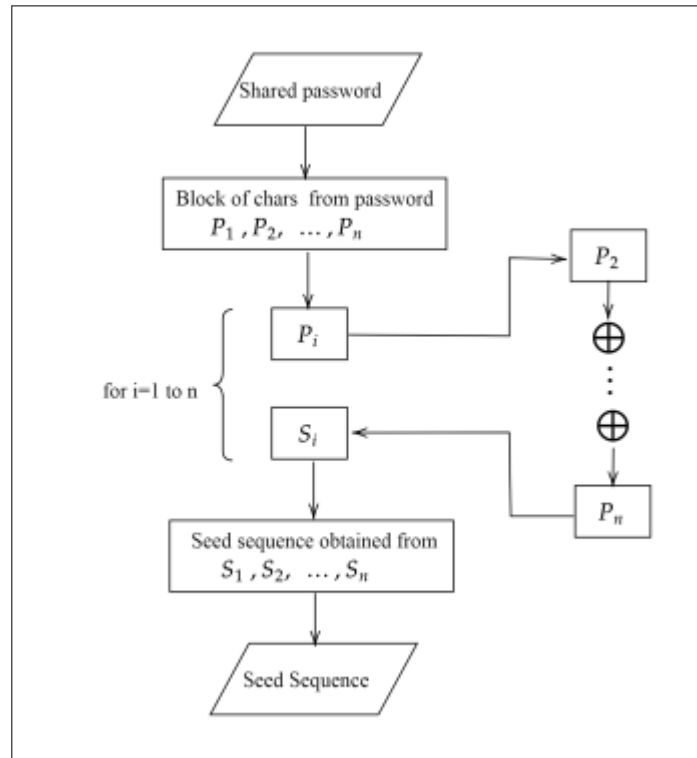 Shared password
Block of chars from password
P₁ , P₂, ... , Pₙ
P₂
Pᵢ
⊕
⋮
for i=1 to n
⊕
Sᵢ
Pₙ
Seed sequence obtained from
S₁ , S₂, ... , Sₙ
Seed Sequence